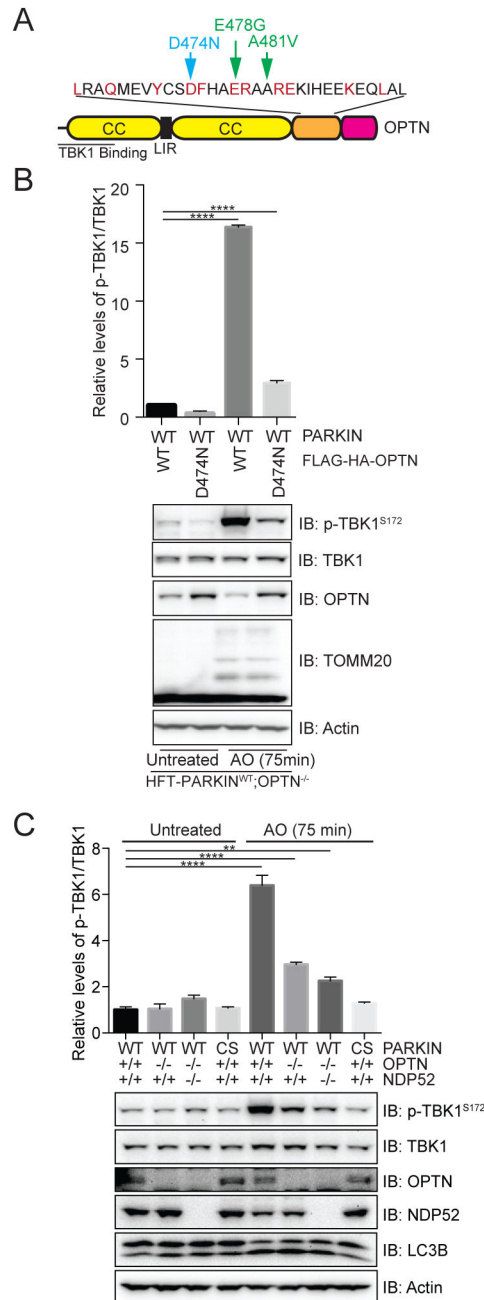 A
D474N
E478G
A481V
LRAQMEVYCSDFHAERAAREKIHEEKEQLAL
CC
CC
OPTN
TBK1 Binding
LIR
B
Relative levels of p-TBK1/TBK1
20
15
10
5
0
****
****
WT WT WT WT PARKIN
WT D474N WT D474N FLAG-HA-OPTN
IB: p-TBK1S172
IB: TBK1
IB: OPTN
IB: TOMM20
IB: Actin
Untreated AO (75min)
HFT-PARKINWT;OPTN-/-
C
Untreated AO (75 min)
Relative levels of p-TBK1/TBK1
8
6
4
2
0
**
****
****
WT WT WT CS WT WT WT CS PARKIN
+/+ -/- -/- +/+ +/+ -/- -/- +/+ OPTN
+/+ +/+ -/- +/+ +/+ +/+ -/- +/+ NDP52
IB: p-TBK1S172
IB: TBK1
IB: OPTN
IB: NDP52
IB: LC3B
IB: Actin